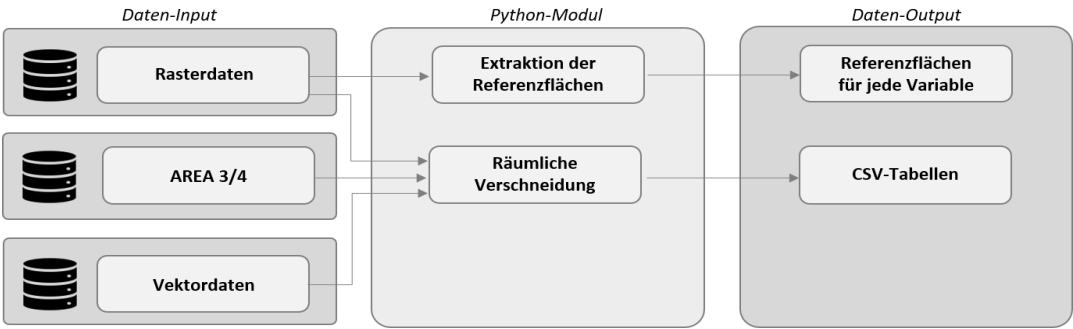 Daten-Input
Python-Modul
Daten-Output
Rasterdaten
Extraktion der
Referenzflächen
Referenzflächen
für jede Variable
AREA 3/4
Räumliche
Verschneidung
CSV-Tabellen
Vektordaten